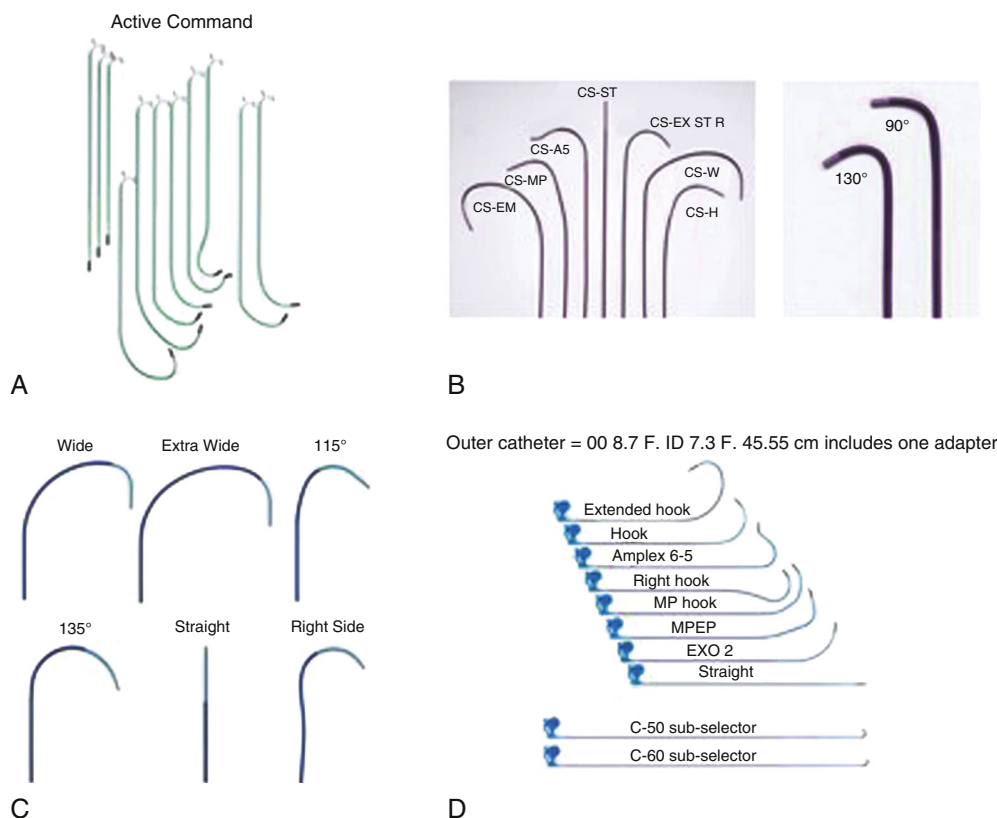 Active Command
A
CS-ST
CS-EX ST R
CS-A5
CS-W
CS-MP
CS-H
CS-EM
90°
130°
B
Wide
Extra Wide
115°
135°
Straight
Right Side
C
Outer catheter = 00 8.7 F. ID 7.3 F. 45.55 cm includes one adapter
Extended hook
Hook
Amplex 6-5
Right hook
MP hook
MPEP
EXO 2
Straight
C-50 sub-selector
C-60 sub-selector
D